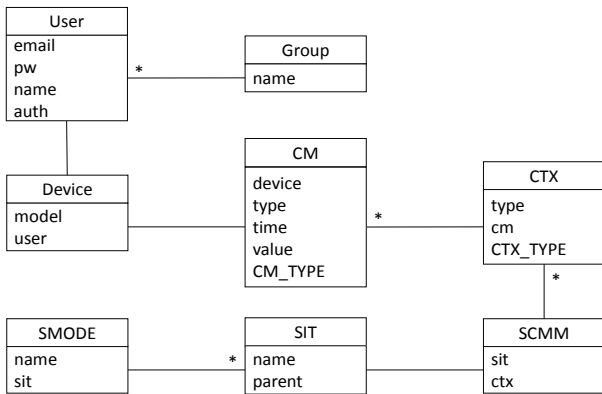 User
email
pw
name
auth
*
Group
name
Device
model
user
CM
device
type
time
value
CM_TYPE
*
CTX
type
cm
CTX_TYPE
*
SMODE
name
sit
*
SIT
name
parent
SCMM
sit
ctx